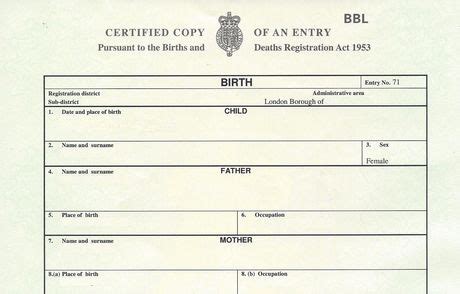 BBL
CERTIFIED COPY OF AN ENTRY
Pursuant to the Births and Deaths Registration Act 1953
BIRTH
Entry No. 71
Registration district Administrative area
Sub-district London Borough of
1. Date and place of birth CHILD
2. Name and surname 3. Sex
Female
4. Name and surname FATHER
5. Place of birth 6. Occupation
7. Name and surname MOTHER
8.(a) Place of birth 8. (b) Occupation